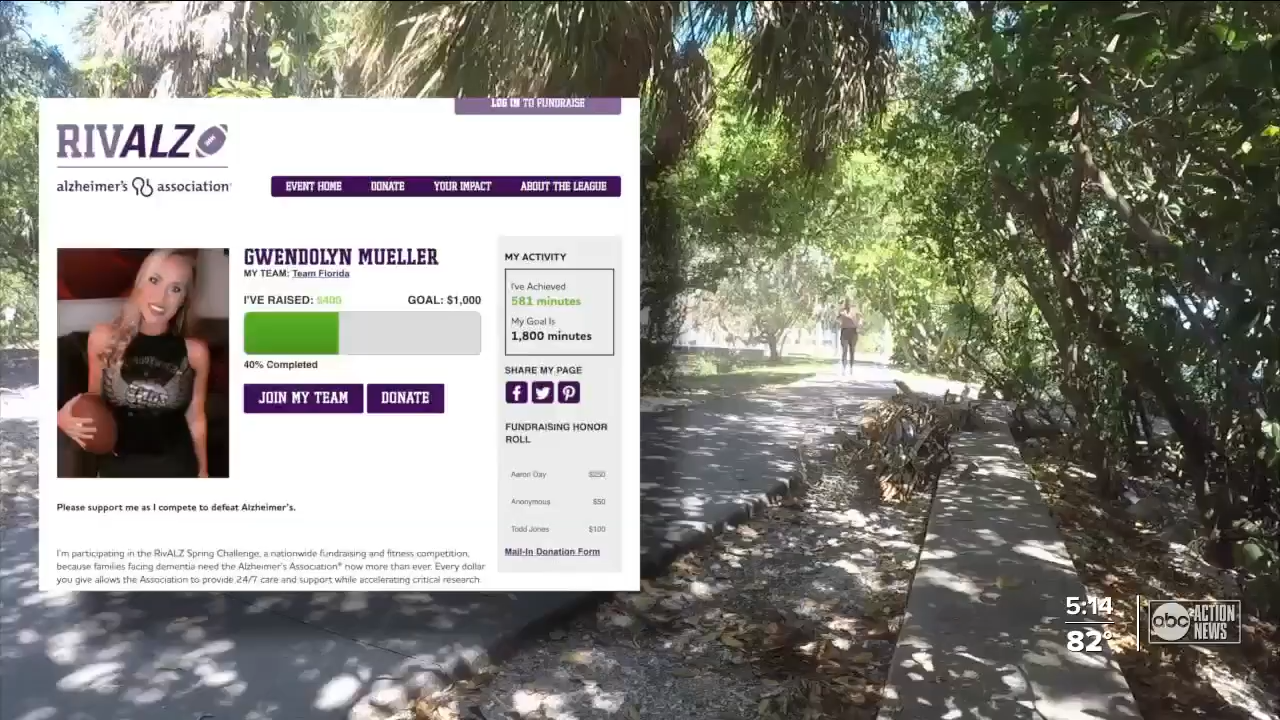 LOG IN TO FUNDRAISE
RIVALZ
alzheimer's association®
EVENT HOME DONATE YOUR IMPACT ABOUT THE LEAGUE
GWENDOLYN MUELLER
MY TEAM: Team Florida
I'VE RAISED: $400 GOAL: $1,000
40% Completed
JOIN MY TEAM DONATE
MY ACTIVITY
I've Achieved
581 minutes
My Goal Is
1,800 minutes
SHARE MY PAGE
FUNDRAISING HONOR
ROLL
Aaron Day $250
Anonymous $50
Todd Jones $100
Mail-In Donation Form
Please support me as I compete to defeat Alzheimer's.
I'm participating in the RivALZ Spring Challenge, a nationwide fundraising and fitness competition,
because families facing dementia need the Alzheimer's Association® now more than ever. Every dollar
you give allows the Association to provide 24/7 care and support while accelerating critical research.
5:14
82°
abc ACTION
NEWS